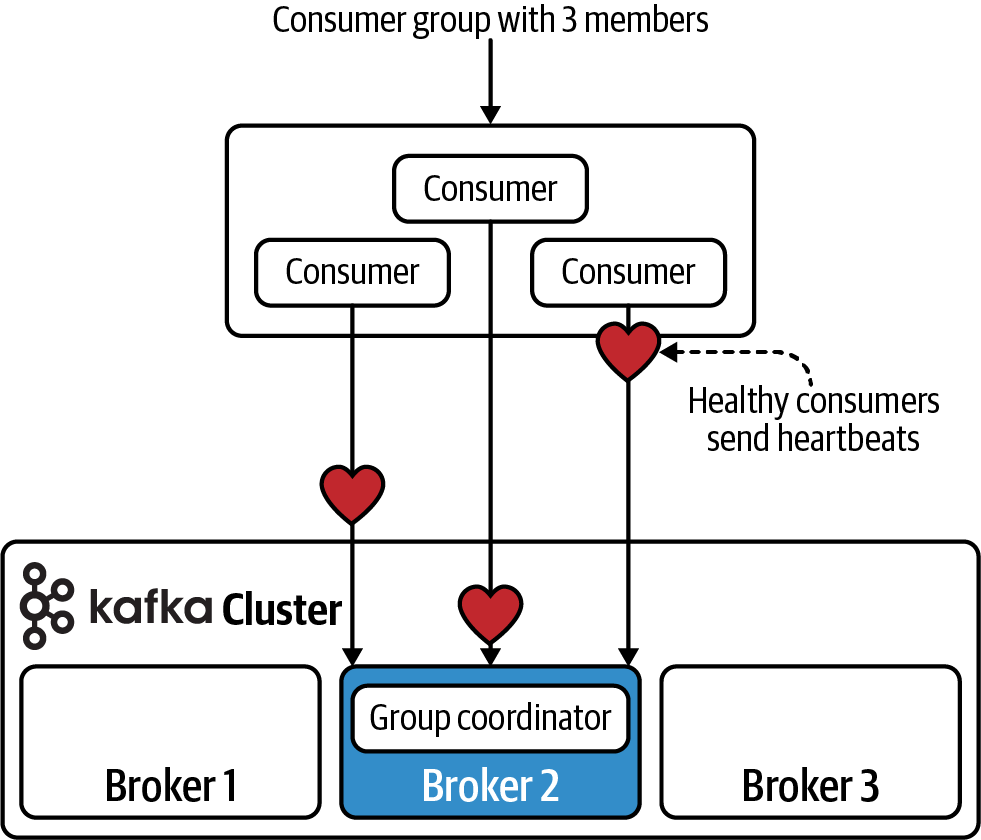 Consumer group with 3 members
Consumer
Consumer
Consumer
Healthy consumers
send heartbeats
kafka Cluster
Group coordinator
Broker 1
Broker 2
Broker 3